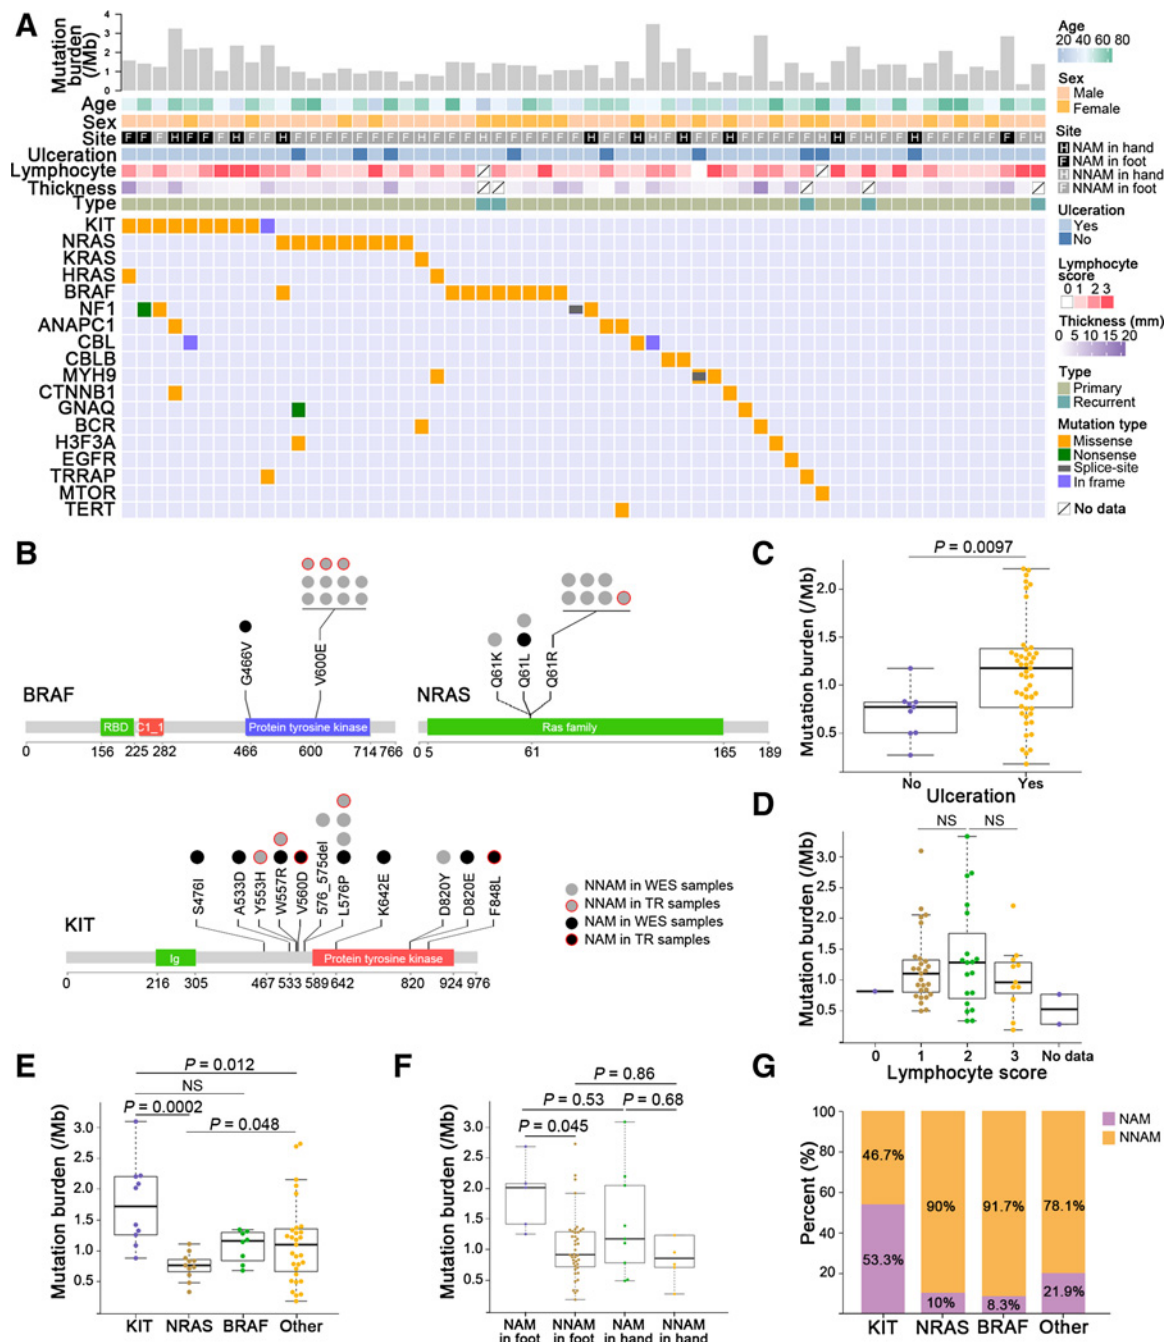 A
Mutation burden (/Mb)
4
3
2
1
0
Age
Sex
Site
F F F H F F F H F F H F F F F F F F F H F F F F F F F F F F H F F H H F H F F H F F F F F H H F H F F H F F F F F F F H
Ulceration
Lymphocyte
Thickness
Type
KIT
NRAS
KRAS
HRAS
BRAF
NF1
ANAPC1
CBL
CBLB
MYH9
CTNNB1
GNAQ
BCR
H3F3A
EGFR
TRRAP
MTOR
TERT
Age
20 40 60 80
Sex
Male
Female
Site
H NAM in hand
F NAM in foot
H NNAM in hand
F NNAM in foot
Ulceration
Yes
No
Lymphocyte score
0 1 2 3
Thickness (mm)
0 5 10 15 20
Type
Primary
Recurrent
Mutation type
Missense
Nonsense
Splice-site
In frame
No data
B
BRAF
G466V
V600E
RBD
C1_1
Protein tyrosine kinase
0 156 225 282 466 600 714 766
NRAS
Q61K
Q61L
Q61R
Ras family
0 5 61 165 189
KIT
S476I
A533D
Y553H
W557R
V560D
576_575del
L576P
K642E
D820Y
D820E
F848L
Ig
Protein tyrosine kinase
0 216 305 467 533 589 642 820 924 976
NNAM in WES samples
NNAM in TR samples
NAM in WES samples
NAM in TR samples
C
P = 0.0097
Mutation burden (/Mb)
2.0
1.5
1.0
0.5
No Yes
Ulceration
D
NS NS
Mutation burden (/Mb)
3.0
2.5
2.0
1.5
1.0
0.5
0 1 2 3 No data
Lymphocyte score
E
P = 0.012
NS
P = 0.0002
P = 0.048
Mutation burden (/Mb)
3.0
2.5
2.0
1.5
1.0
0.5
KIT NRAS BRAF Other
F
P = 0.86
P = 0.53 P = 0.68
P = 0.045
Mutation burden (/Mb)
3.0
2.5
2.0
1.5
1.0
0.5
NAM in foot
NNAM in foot
NAM in hand
NNAM in hand
G
Percent (%)
100
80
60
40
20
46.7%
53.3%
90%
10%
91.7%
8.3%
78.1%
21.9%
KIT NRAS BRAF Other
NAM
NNAM